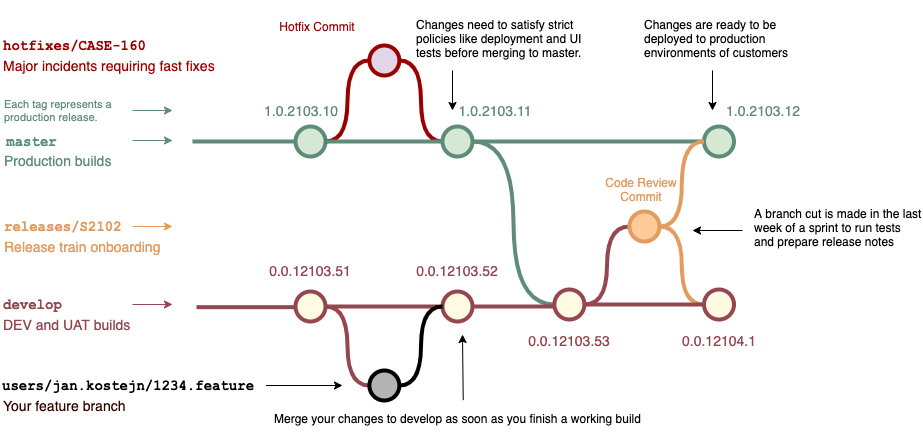 Hotfix Commit
Changes need to satisfy strict
policies like deployment and UI
tests before merging to master.
Changes are ready to be
deployed to production
environments of customers
hotfixes/CASE-160
Major incidents requiring fast fixes
Each tag represents a
production release.
1.0.2103.10
1.0.2103.11
1.0.2103.12
master
Production builds
Code Review
Commit
releases/S2102
Release train onboarding
A branch cut is made in the last
week of a sprint to run tests
and prepare release notes
0.0.12103.51
0.0.12103.52
develop
DEV and UAT builds
0.0.12103.53
0.0.12104.1
users/jan.kostejn/1234.feature
Your feature branch
Merge your changes to develop as soon as you finish a working build